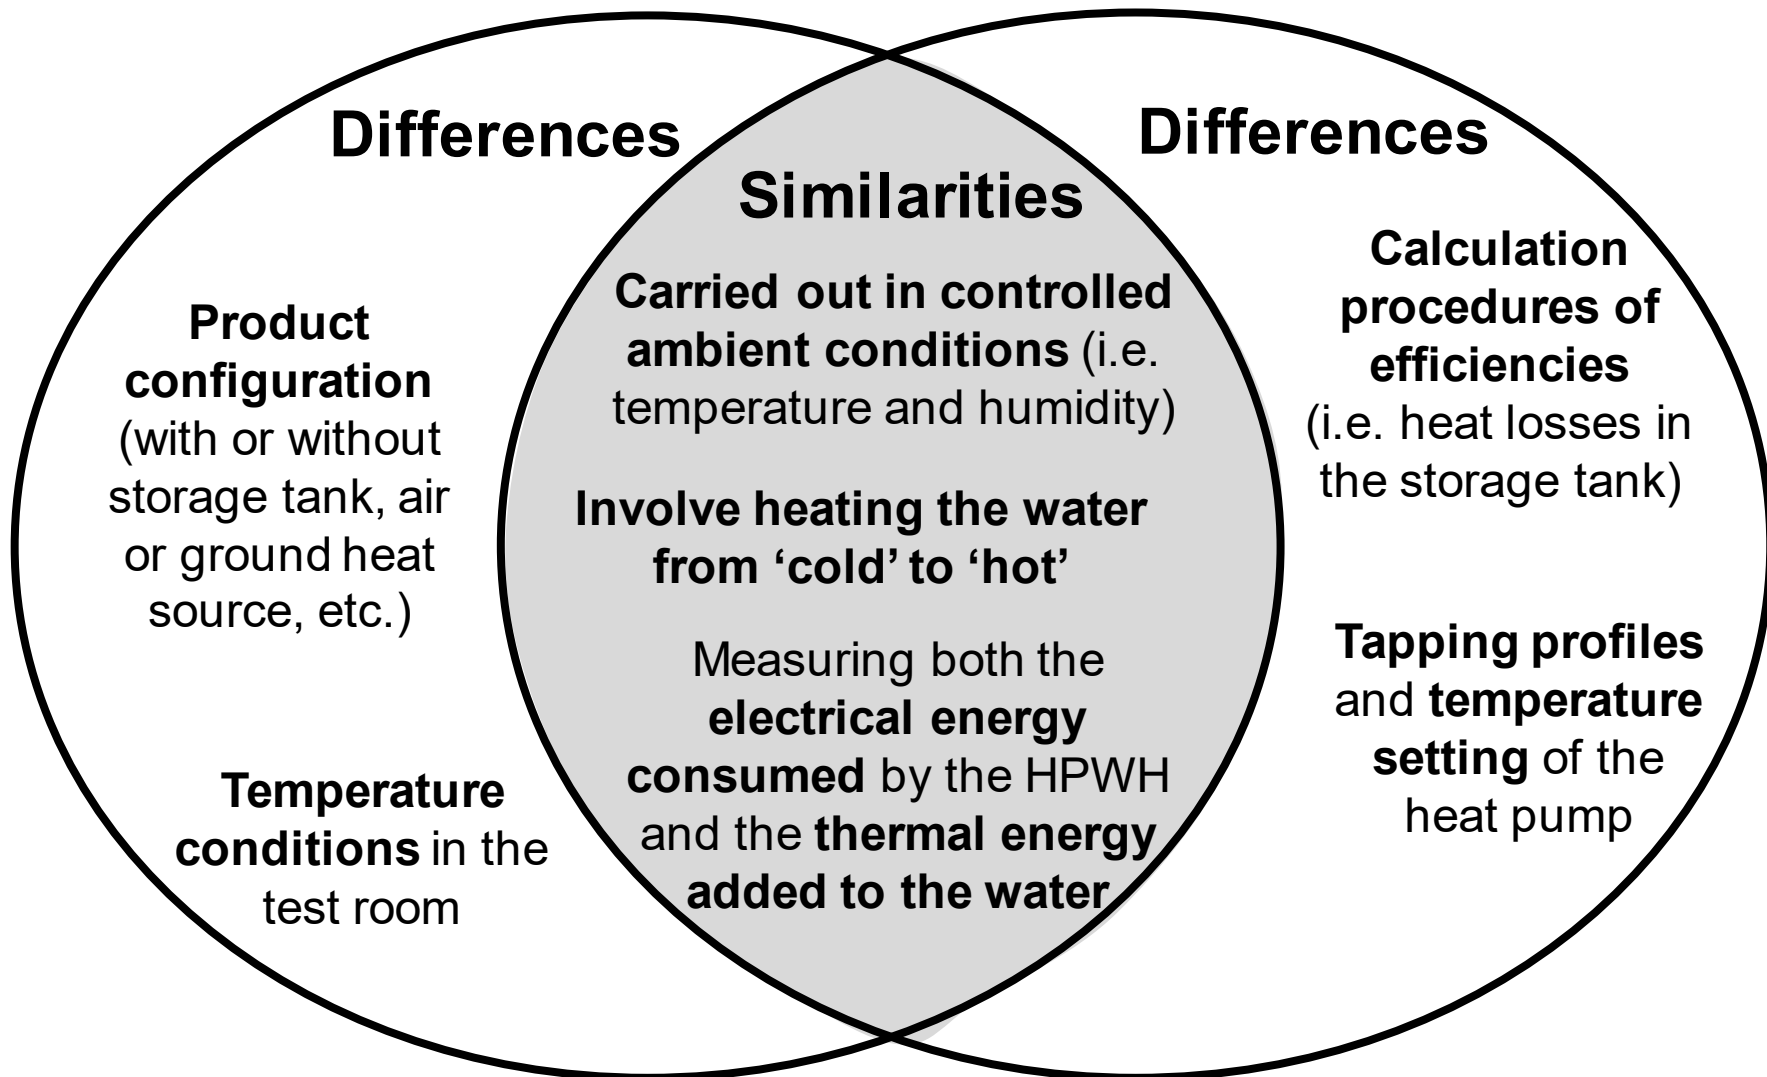 Differences
Product
configuration
(with or without
storage tank, air
or ground heat
source, etc.)
Temperature
conditions in the
test room
Similarities
Carried out in controlled
ambient conditions (i.e.
temperature and humidity)
Involve heating the water
from ‘cold’ to ‘hot’
Measuring both the
electrical energy
consumed by the HPWH
and the thermal energy
added to the water
Differences
Calculation
procedures of
efficiencies
(i.e. heat losses in
the storage tank)
Tapping profiles
and temperature
setting of the
heat pump